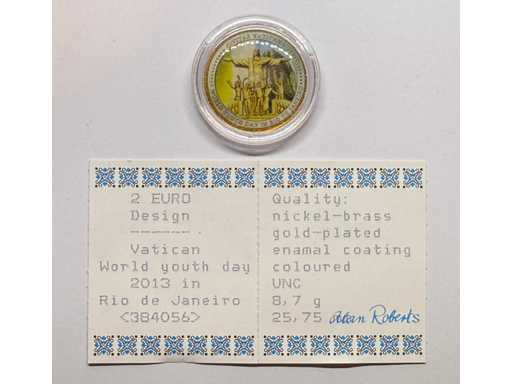 2 EURO
Design
Vatican
World youth day
2013 in
Rio de Janeiro
<384056>
Quality:
nickel-brass
gold-plated
enamal coating
coloured
UNC
8,7 g
25,75 Roberts